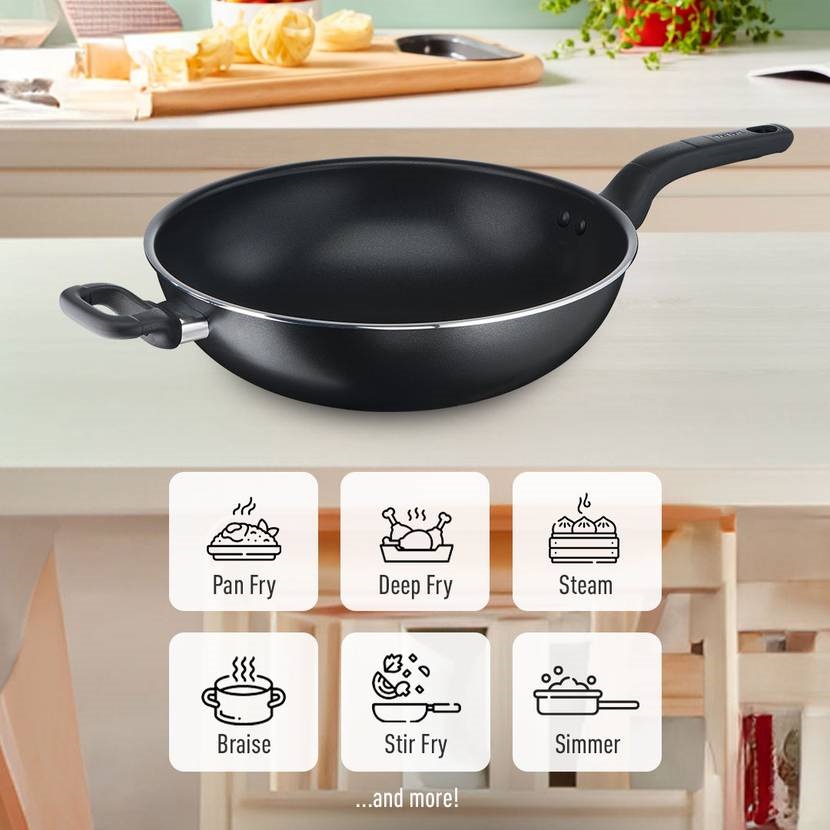 Pan Fry
Deep Fry
Steam
Braise
Stir Fry
Simmer
...and more!